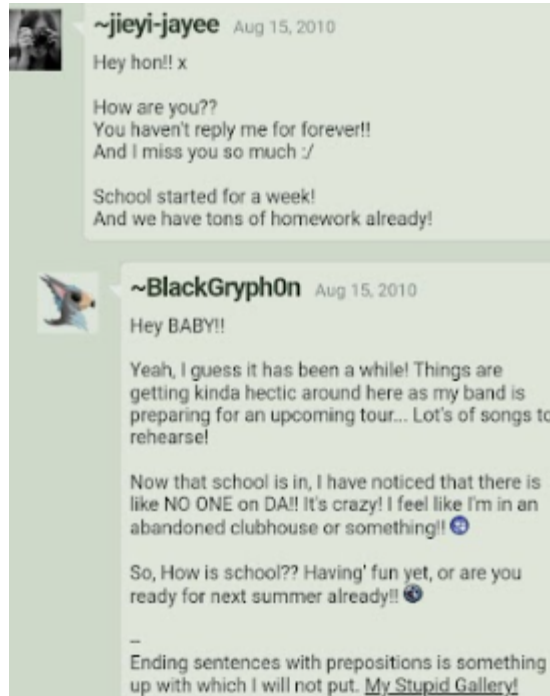 ~jieyi-jayee Aug 15, 2010
Hey hon!! x
How are you??
You haven't reply me for forever!!
And I miss you so much :/
School started for a week!
And we have tons of homework already!
~BlackGryph0n Aug 15, 2010
Hey BABY!!
Yeah, I guess it has been a while! Things are
getting kinda hectic around here as my band is
preparing for an upcoming tour... Lot's of songs to
rehearse!
Now that school is in, I have noticed that there is
like NO ONE on DA!! It's crazy! I feel like I'm in an
abandoned clubhouse or something!!
So, How is school?? Having' fun yet, or are you
ready for next summer already!!
--
Ending sentences with prepositions is something
up with which I will not put. My Stupid Gallery!